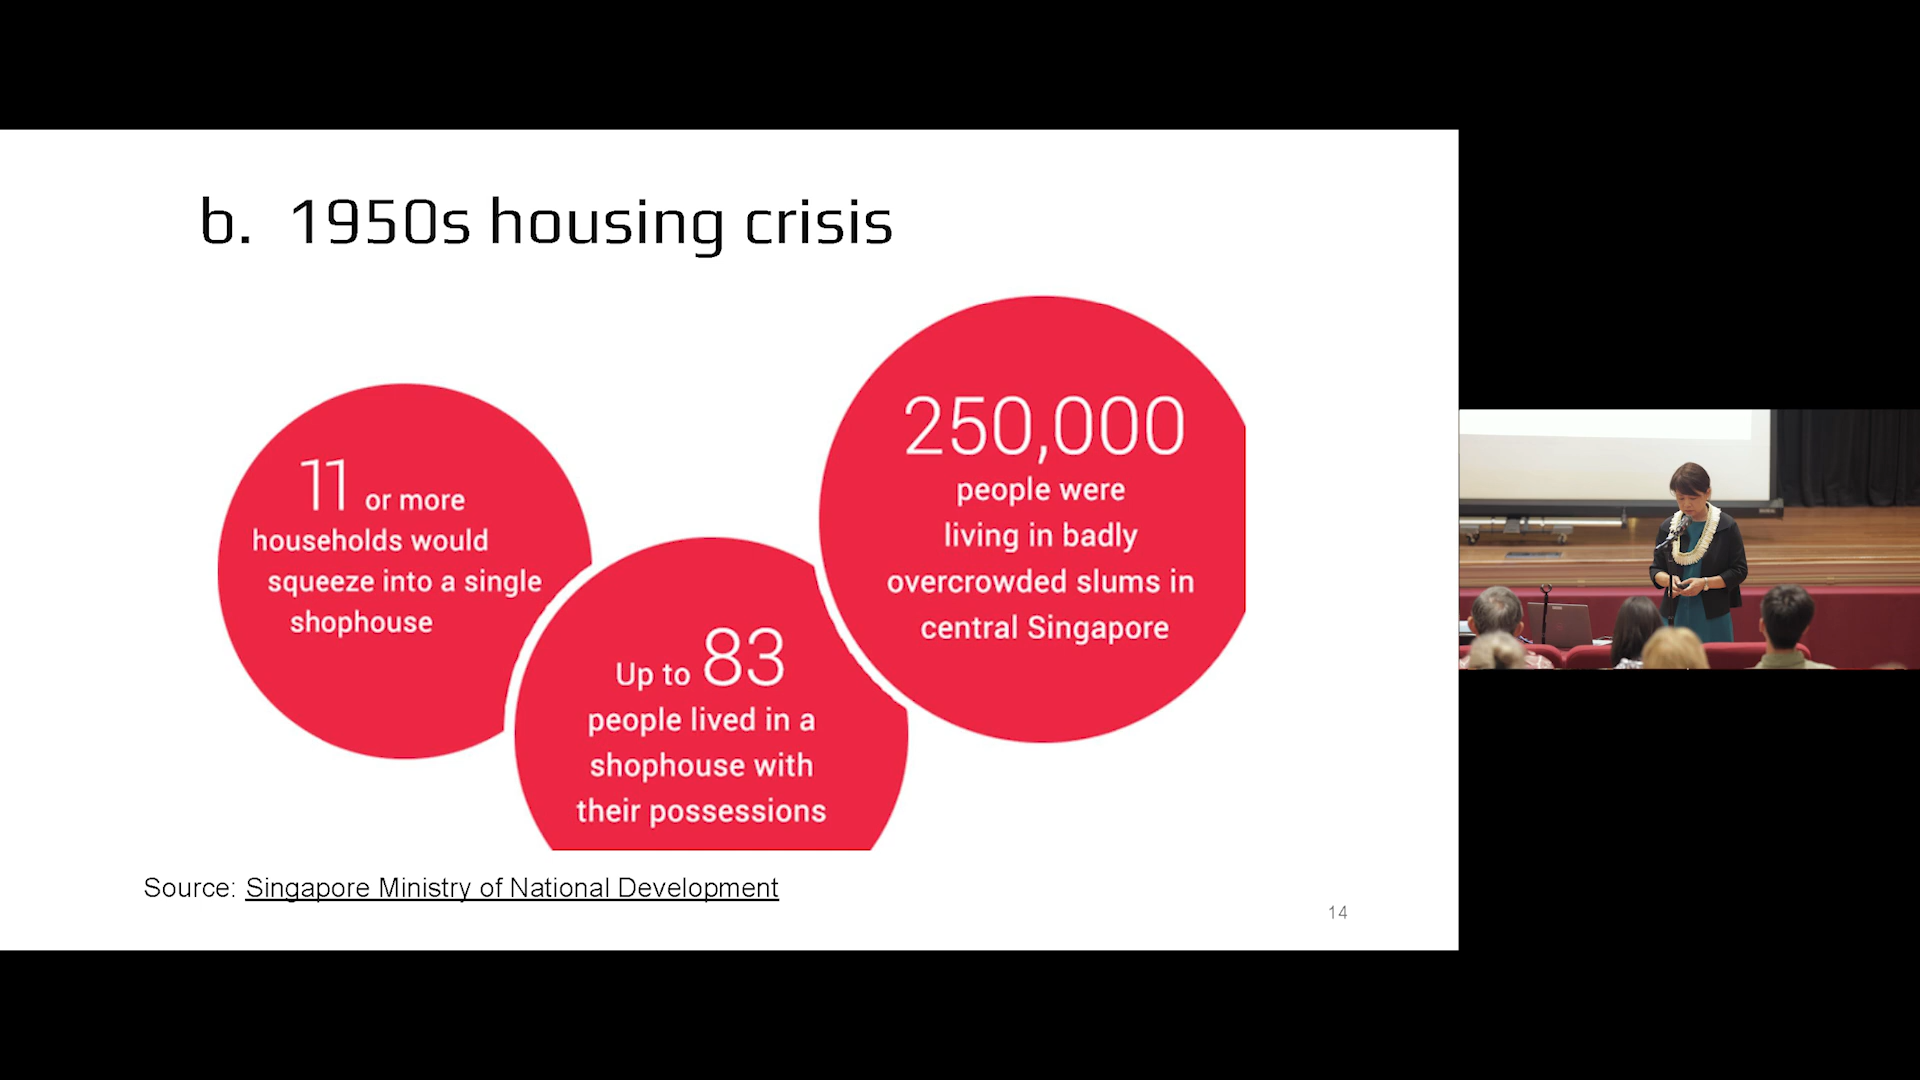 b. 1950s housing crisis
11 or more
households would
squeeze into a single
shophouse
Up to 83
people lived in a
shophouse with
their possessions
250,000
people were
living in badly
overcrowded slums in
central Singapore
Source: Singapore Ministry of National Development
14